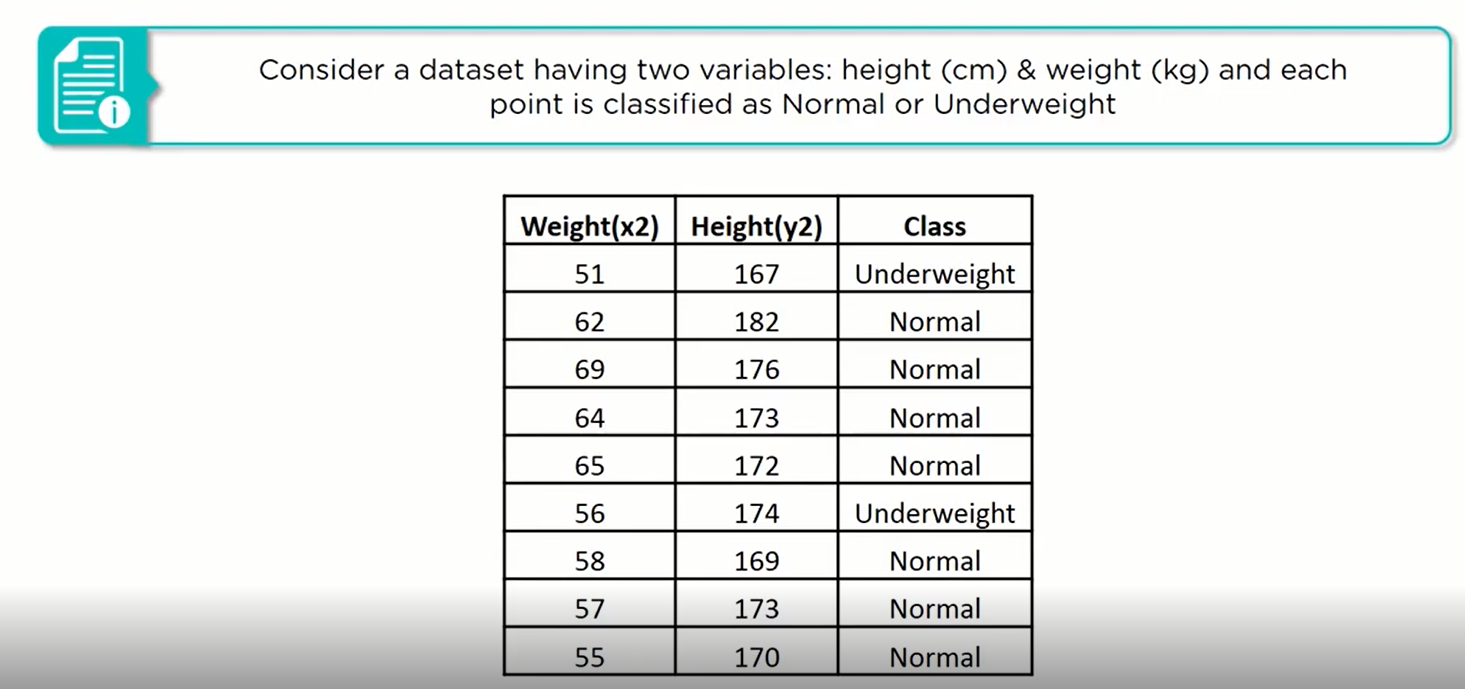 Consider a dataset having two variables: height (cm) & weight (kg) and each
point is classified as Normal or Underweight
Weight(x2) Height(y2) Class
51 167 Underweight
62 182 Normal
69 176 Normal
64 173 Normal
65 172 Normal
56 174 Underweight
58 169 Normal
57 173 Normal
55 170 Normal